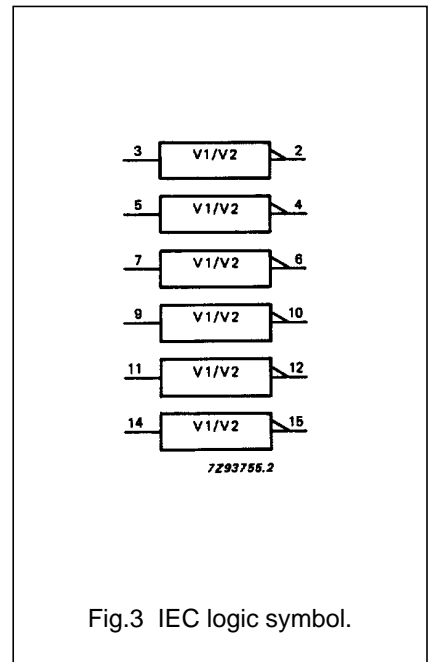 3 V1/V2 2
5 V1/V2 4
7 V1/V2 6
9 V1/V2 10
11 V1/V2 12
14 V1/V2 15
7Z93755.2
Fig.3 IEC logic symbol.